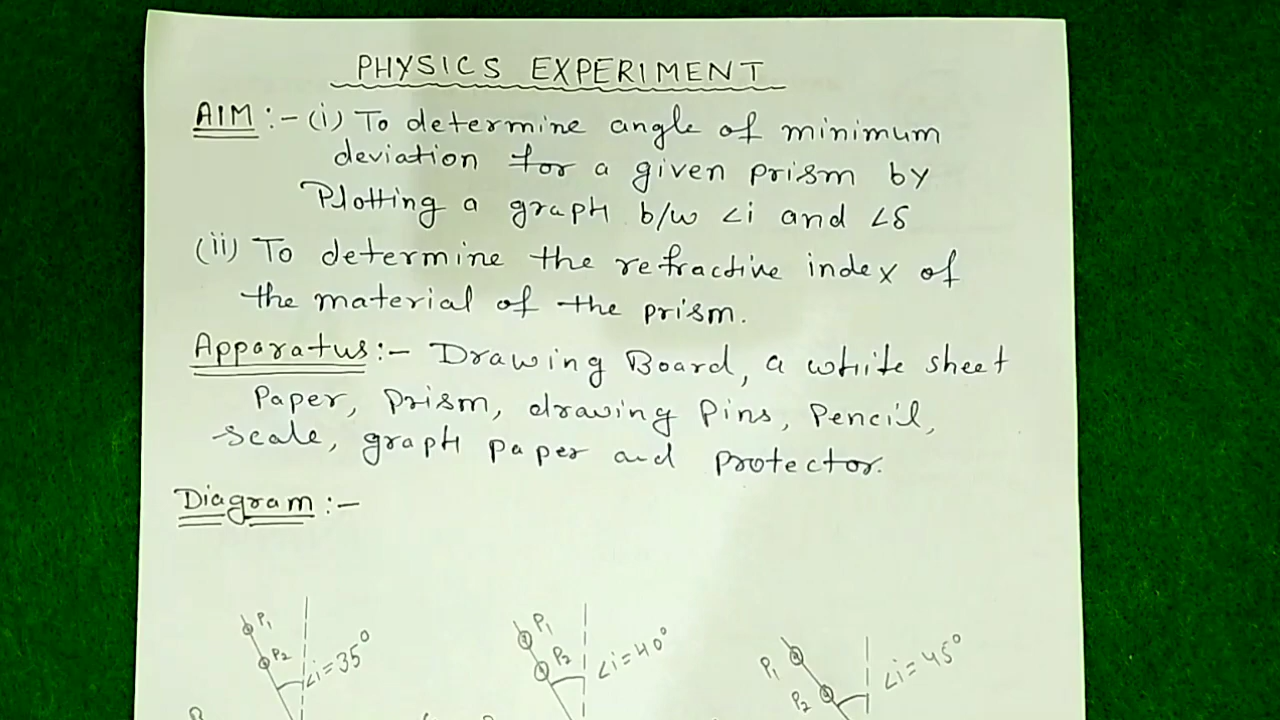 PHYSICS EXPERIMENT
AIM :- (i) To determine angle of minimum
deviation for a given prism by
Plotting a graph b/w ∠i and ∠δ
(ii) To determine the refractive index of
the material of the prism.
Apparatus :- Drawing Board, a white sheet
Paper, prism, drawing pins, Pencil,
scale, graph paper and protector.
Diagram :-
P₁ P₁ P₁
P₂ P₂ P₂
∠i=35° ∠i=40° ∠i=45°